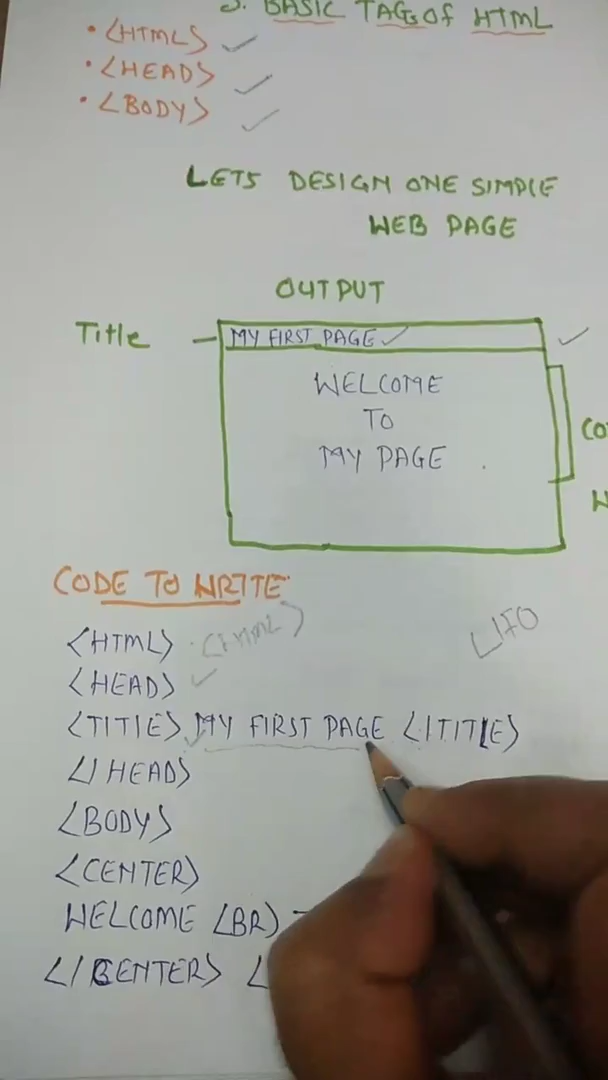 3. BASIC TAGS OF HTML
• <HTML>
• <HEAD>
• <BODY>
LETS DESIGN ONE SIMPLE
WEB PAGE
OUTPUT
Title – MY FIRST PAGE
WELCOME
TO
MY PAGE
CODE TO WRITE
<HTML> <HTML>
LIFO
<HEAD>
<TITLE> MY FIRST PAGE </TITLE>
</HEAD>
<BODY>
<CENTER>
WELCOME <BR>
</CENTER> <